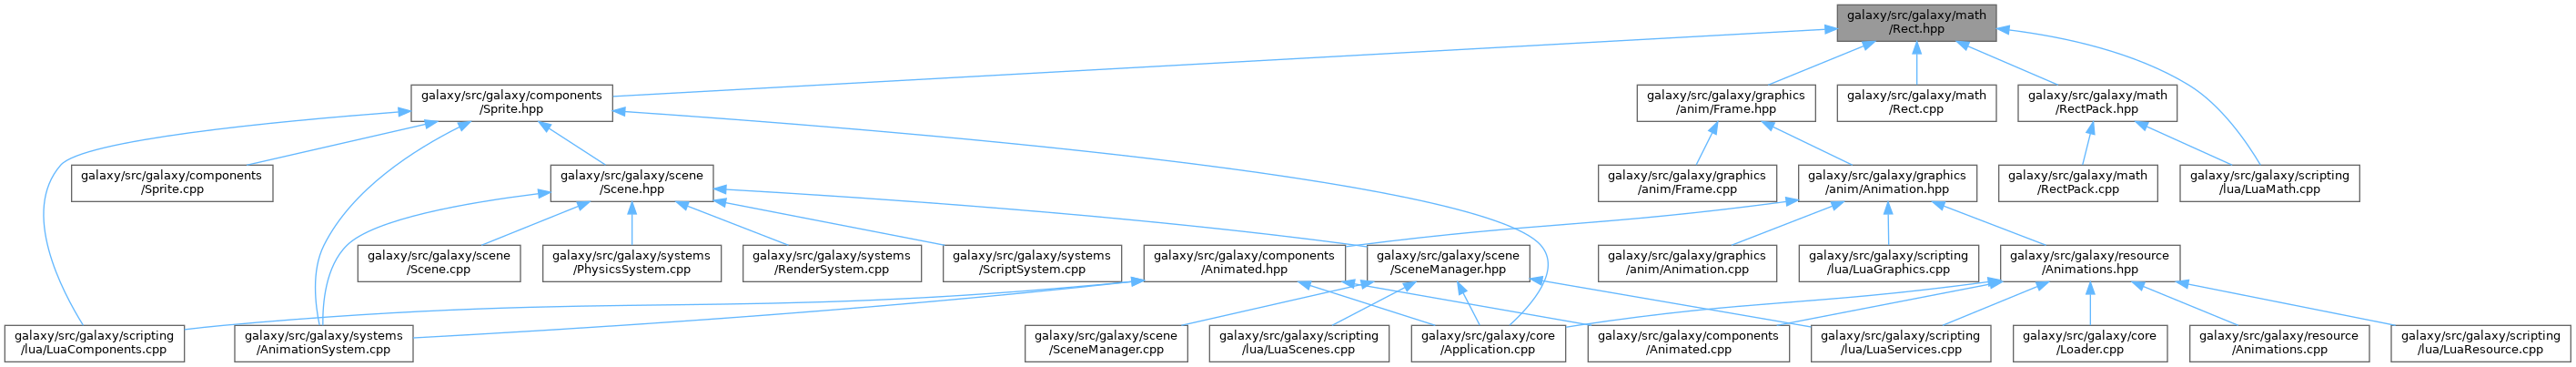 galaxy/src/galaxy/math
/Rect.hpp
galaxy/src/galaxy/components
/Sprite.hpp
galaxy/src/galaxy/graphics
anim/Frame.hpp
galaxy/src/galaxy/math
/Rect.cpp
galaxy/src/galaxy/math
/RectPack.hpp
galaxy/src/galaxy/components
/Sprite.cpp
galaxy/src/galaxy/scene
/Scene.hpp
galaxy/src/galaxy/graphics
/anim/Frame.cpp
galaxy/src/galaxy/graphics
/anim/Animation.hpp
galaxy/src/galaxy/math
/RectPack.cpp
galaxy/src/galaxy/scripting
/lua/LuaMath.cpp
galaxy/src/galaxy/scene
/Scene.cpp
galaxy/src/galaxy/systems
/PhysicsSystem.cpp
galaxy/src/galaxy/systems
/RenderSystem.cpp
galaxy/src/galaxy/systems
/ScriptSystem.cpp
galaxy/src/galaxy/components
/Animated.hpp
galaxy/src/galaxy/scene
/SceneManager.hpp
galaxy/src/galaxy/graphics
/anim/Animation.cpp
galaxy/src/galaxy/scripting
/lua/LuaGraphics.cpp
galaxy/src/galaxy/resource
/Animations.hpp
galaxy/src/galaxy/scripting
/lua/LuaComponents.cpp
galaxy/src/galaxy/systems
/AnimationSystem.cpp
galaxy/src/galaxy/scene
/SceneManager.cpp
galaxy/src/galaxy/scripting
/lua/LuaScenes.cpp
galaxy/src/galaxy/core
/Application.cpp
galaxy/src/galaxy/components
/Animated.cpp
galaxy/src/galaxy/scripting
/lua/LuaServices.cpp
galaxy/src/galaxy/core
/Loader.cpp
galaxy/src/galaxy/resource
/Animations.cpp
galaxy/src/galaxy/scripting
/lua/LuaResource.cpp